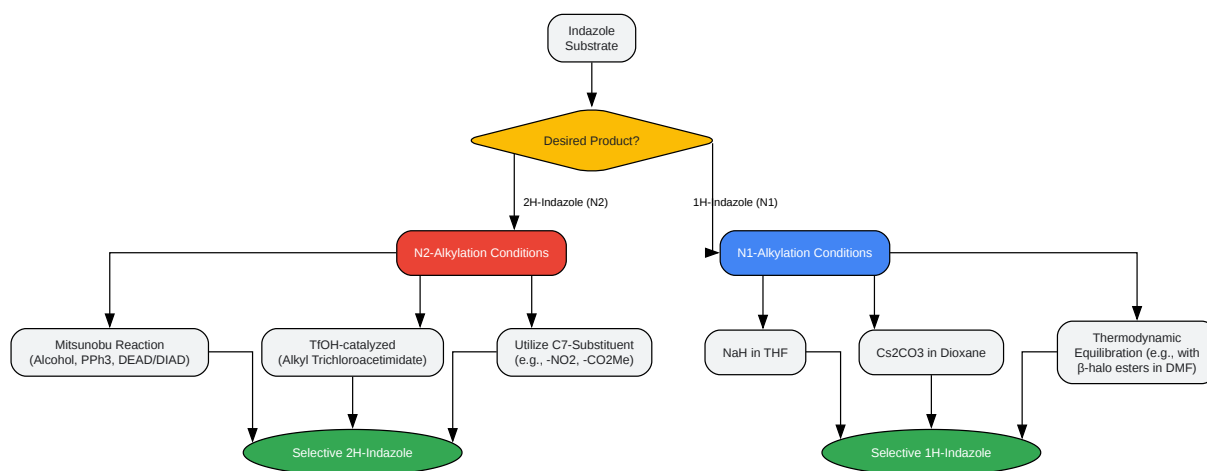 Indazole
Substrate
Desired Product?
2H-Indazole (N2)
1H-Indazole (N1)
N2-Alkylation Conditions
N1-Alkylation Conditions
Mitsunobu Reaction
(Alcohol, PPh3, DEAD/DIAD)
TfOH-catalyzed
(Alkyl Trichloroacetimidate)
Utilize C7-Substituent
(e.g., -NO2, -CO2Me)
NaH in THF
Cs2CO3 in Dioxane
Thermodynamic
Equilibration (e.g., with
β-halo esters in DMF)
Selective 2H-Indazole
Selective 1H-Indazole